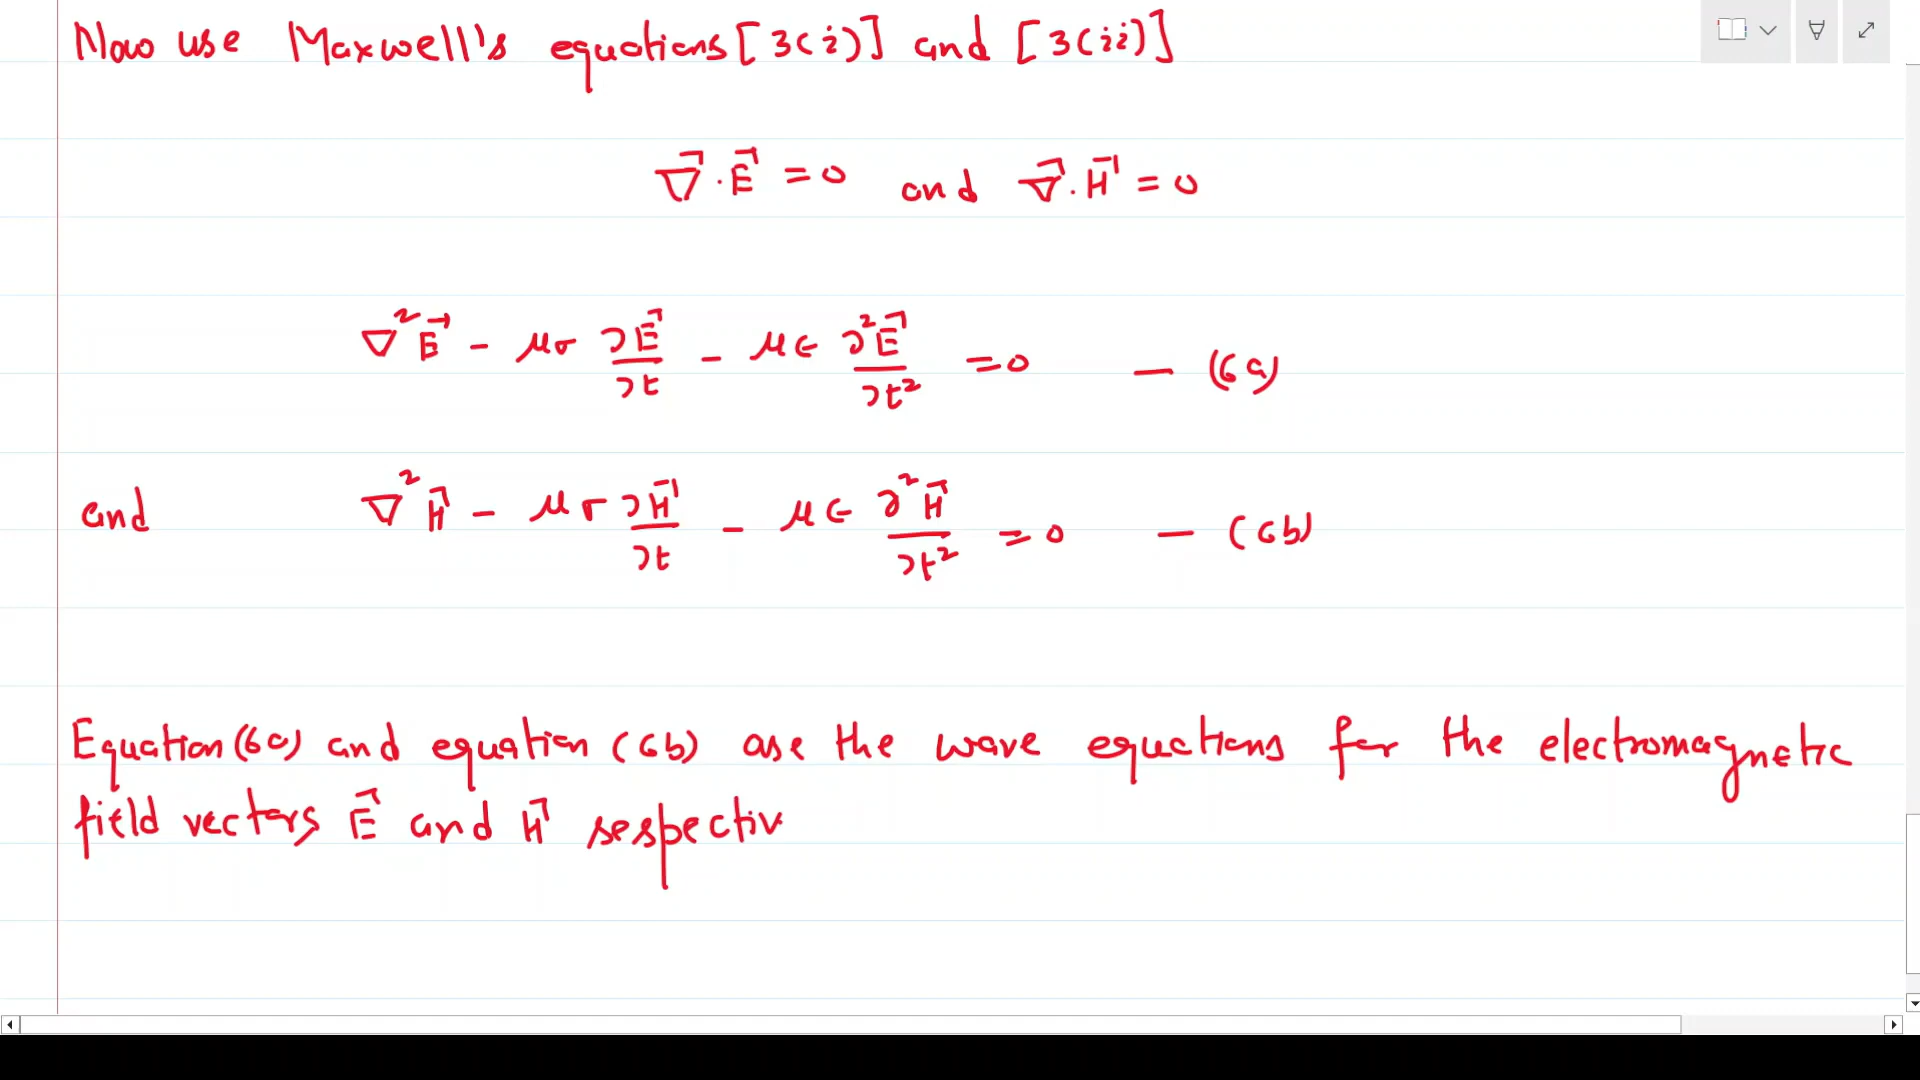 Now use Maxwell's equations [3(i)] and [3(ii)]
∇⃗ · E⃗ = 0 and ∇⃗ · H⃗ = 0
∇²E⃗ - μσ ∂E⃗/∂t - με ∂²E⃗/∂t² = 0 — (6a)
and ∇²H⃗ - μσ ∂H⃗/∂t - με ∂²H⃗/∂t² = 0 — (6b)
Equation (6a) and equation (6b) are the wave equations for the electromagnetic
field vectors E⃗ and H⃗ respectiv